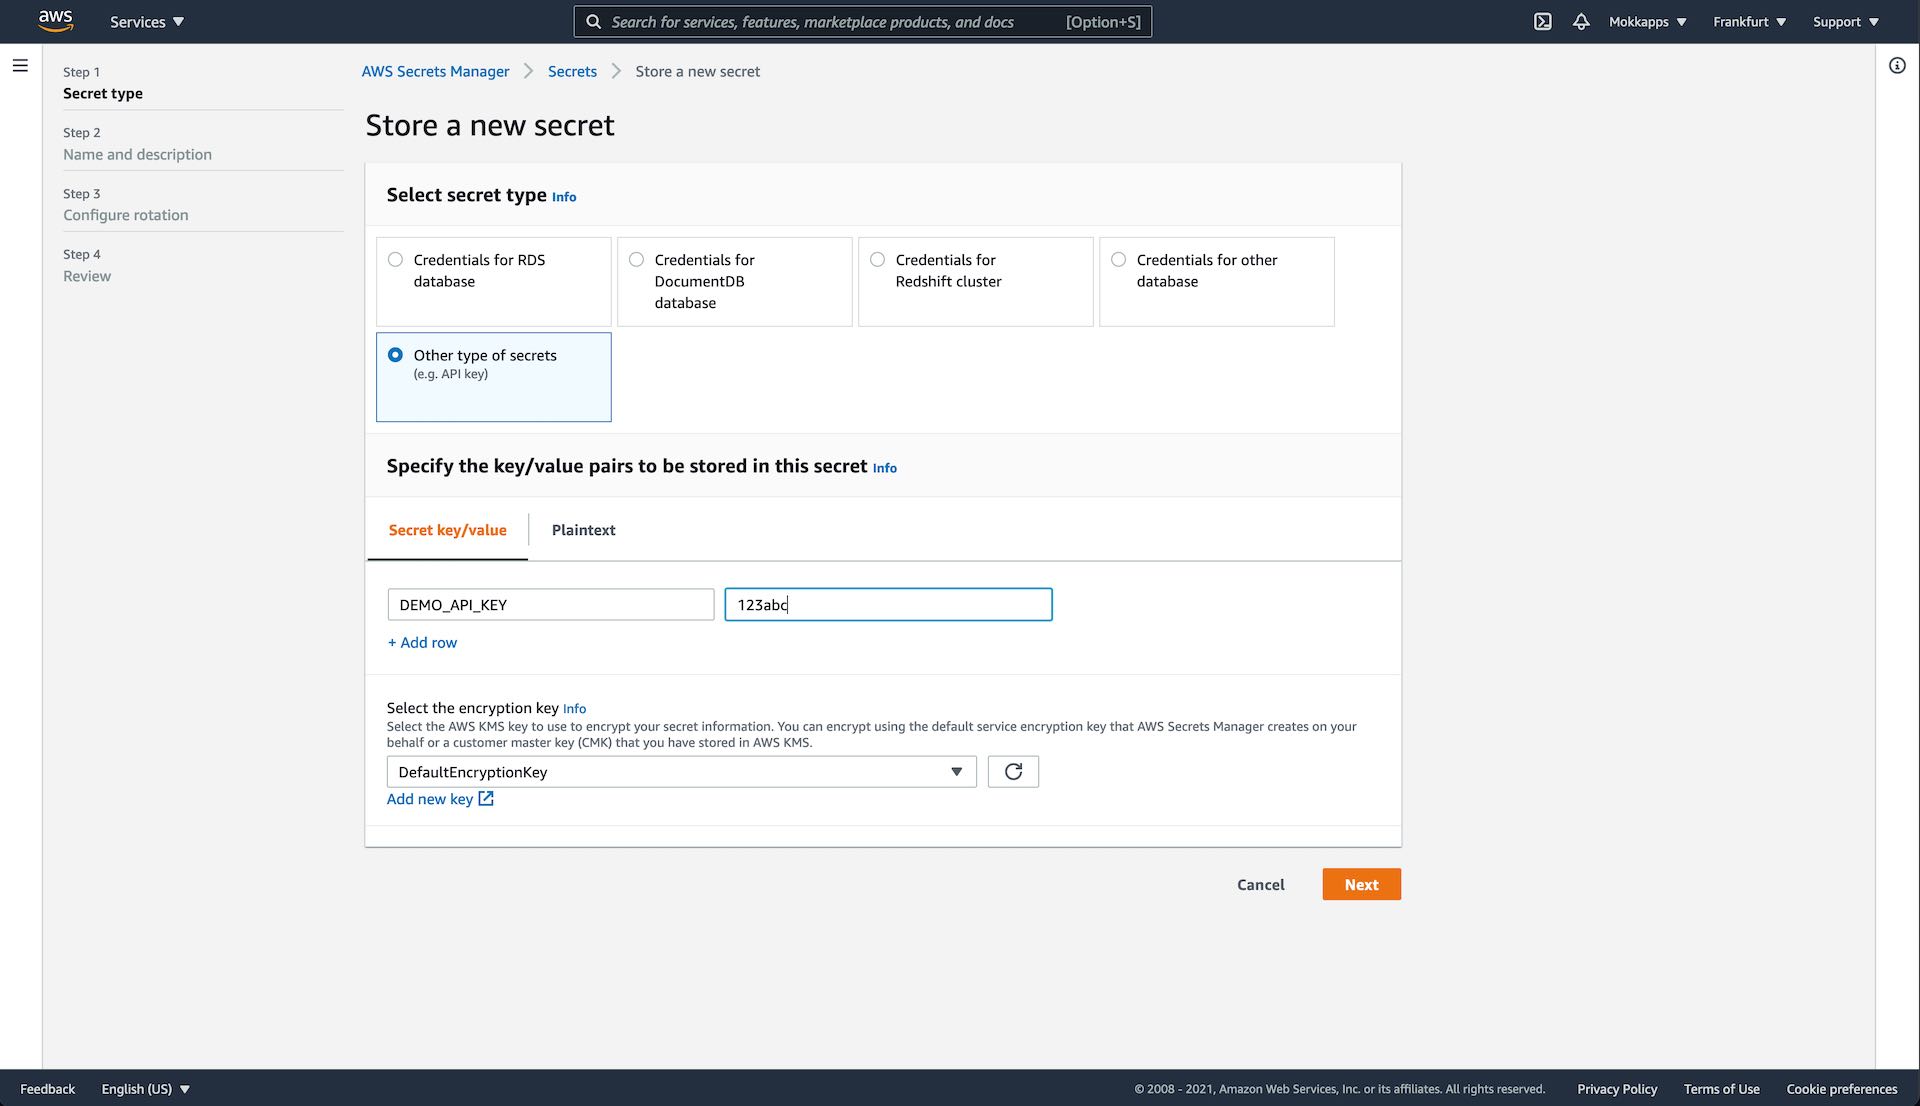 aws
Services
Search for services, features, marketplace products, and docs
[Option+S]
Mokkapps
Frankfurt
Support
Step 1
Secret type
Step 2
Name and description
Step 3
Configure rotation
Step 4
Review
AWS Secrets Manager
Secrets
Store a new secret
Store a new secret
Select secret type Info
Credentials for RDS
database
Credentials for
DocumentDB
database
Credentials for
Redshift cluster
Credentials for other
database
Other type of secrets
(e.g. API key)
Specify the key/value pairs to be stored in this secret Info
Secret key/value
Plaintext
DEMO_API_KEY
123abc
+ Add row
Select the encryption key Info
Select the AWS KMS key to use to encrypt your secret information. You can encrypt using the default service encryption key that AWS Secrets Manager creates on your
behalf or a customer master key (CMK) that you have stored in AWS KMS.
DefaultEncryptionKey
Add new key
Cancel
Next
Feedback
English (US)
© 2008 - 2021, Amazon Web Services, Inc. or its affiliates. All rights reserved.
Privacy Policy
Terms of Use
Cookie preferences